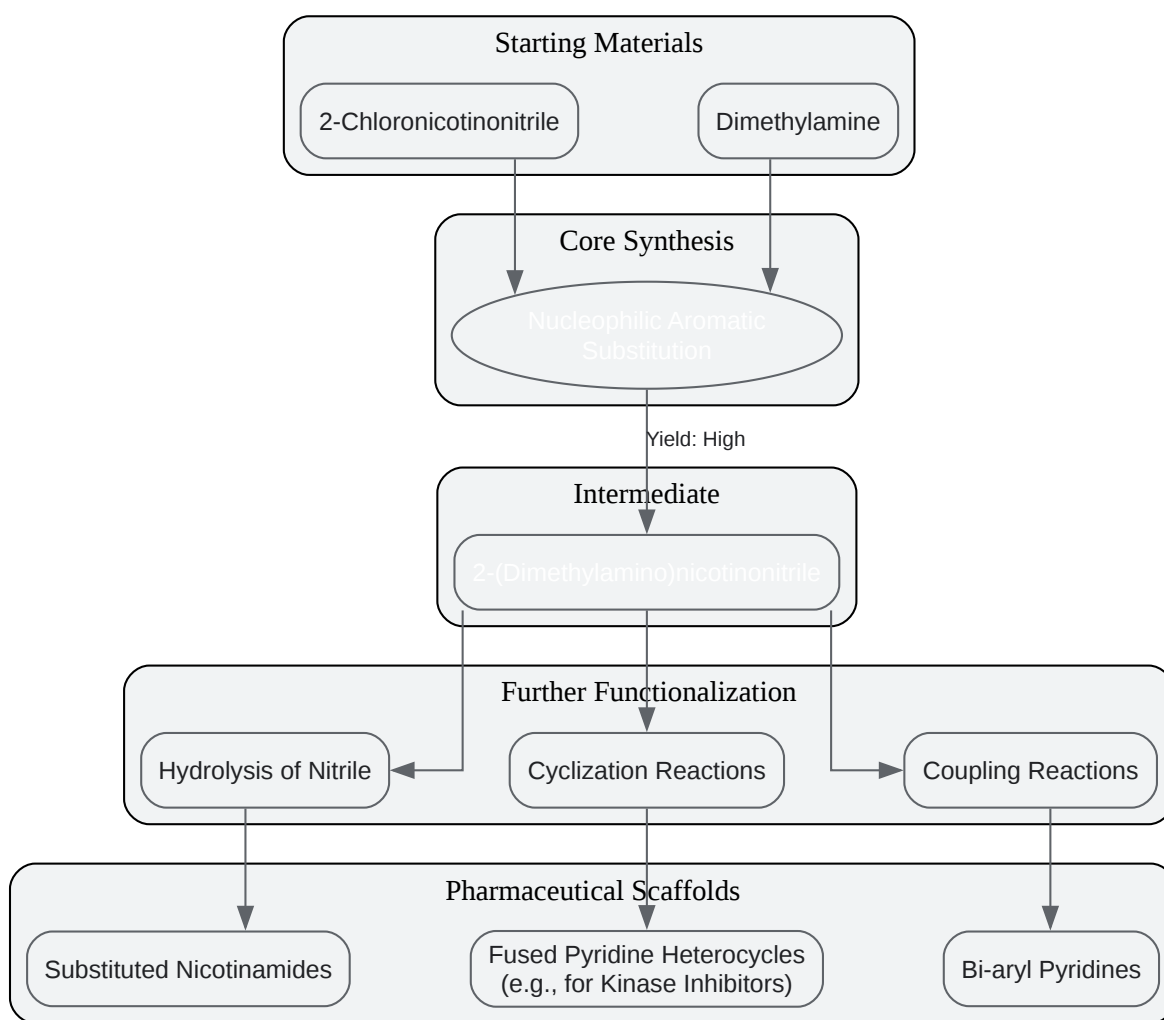 Starting Materials
2-Chloronicotinonitrile
Dimethylamine
Core Synthesis
Nucleophilic Aromatic
Substitution
Yield: High
Intermediate
2-(Dimethylamino)nicotinonitrile
Further Functionalization
Hydrolysis of Nitrile
Cyclization Reactions
Coupling Reactions
Pharmaceutical Scaffolds
Substituted Nicotinamides
Fused Pyridine Heterocycles
(e.g., for Kinase Inhibitors)
Bi-aryl Pyridines